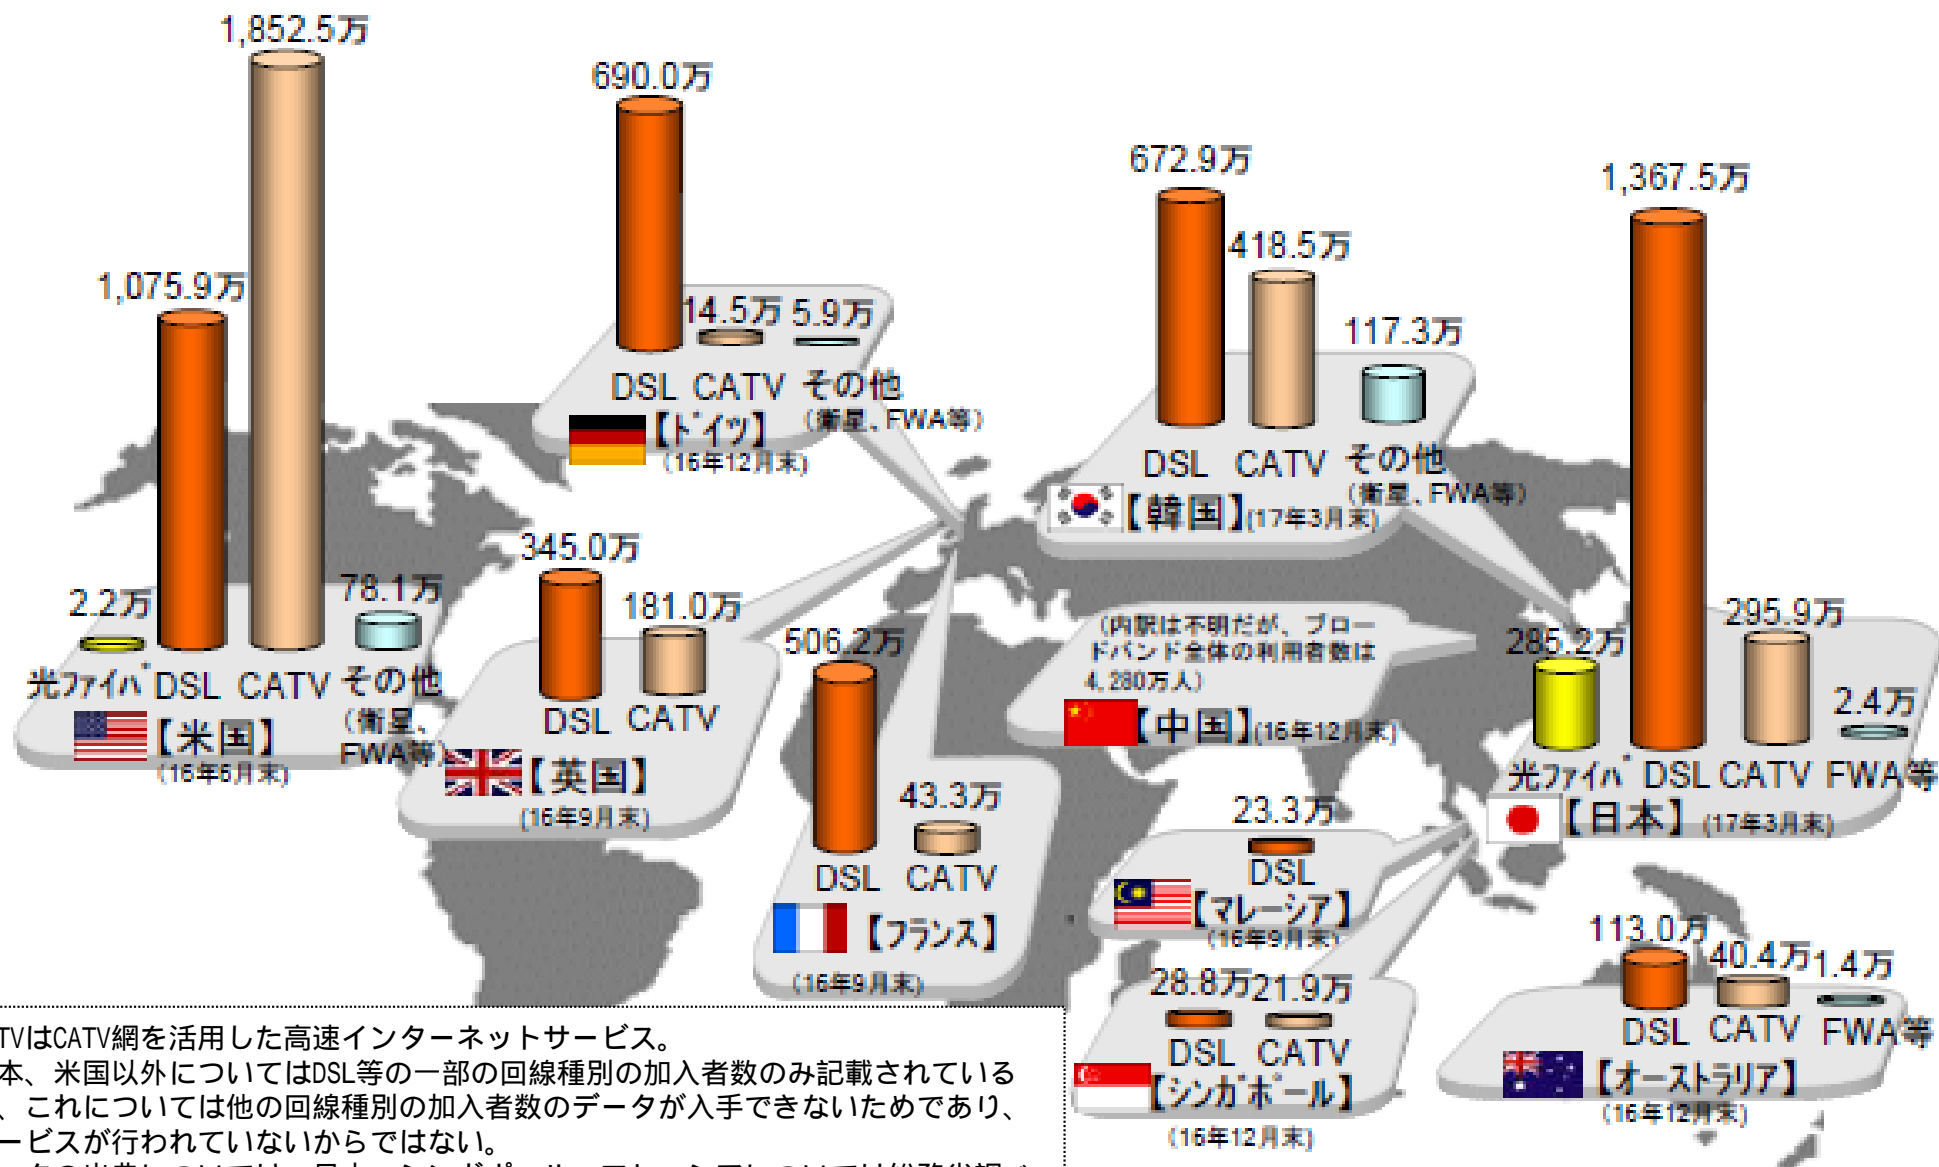 1,852.5万
1,075.9万
2.2万
78.1万
光ファイバ DSL CATV その他
(衛星、
FWA等)
【米国】
(16年6月末)
690.0万
14.5万 5.9万
DSL CATV その他
(衛星、FWA等)
【ドイツ】
(16年12月末)
345.0万
181.0万
DSL CATV
【英国】
(16年9月末)
506.2万
43.3万
DSL CATV
【フランス】
(16年9月末)
672.9万
418.5万
117.3万
DSL CATV その他
(衛星、FWA等)
【韓国】(17年3月末)
(内訳は不明だが、ブロー
ドバンド全体の利用者数は
4,280万人)
【中国】(16年12月末)
1,367.5万
285.2万
295.9万
2.4万
光ファイバ DSL CATV FWA等
【日本】(17年3月末)
23.3万
DSL
【マレーシア】
(16年9月末)
28.8万 21.9万
DSL CATV
【シンガポール】
(16年12月末)
113.0万
40.4万 1.4万
DSL CATV FWA等
【オーストラリア】
(16年12月末)
TVはCATV網を活用した高速インターネットサービス。
本、米国以外についてはDSL等の一部の回線種別の加入者数のみ記載されている
、これについては他の回線種別の加入者数のデータが入手できないためであり、
ービスが行われていないからではない。